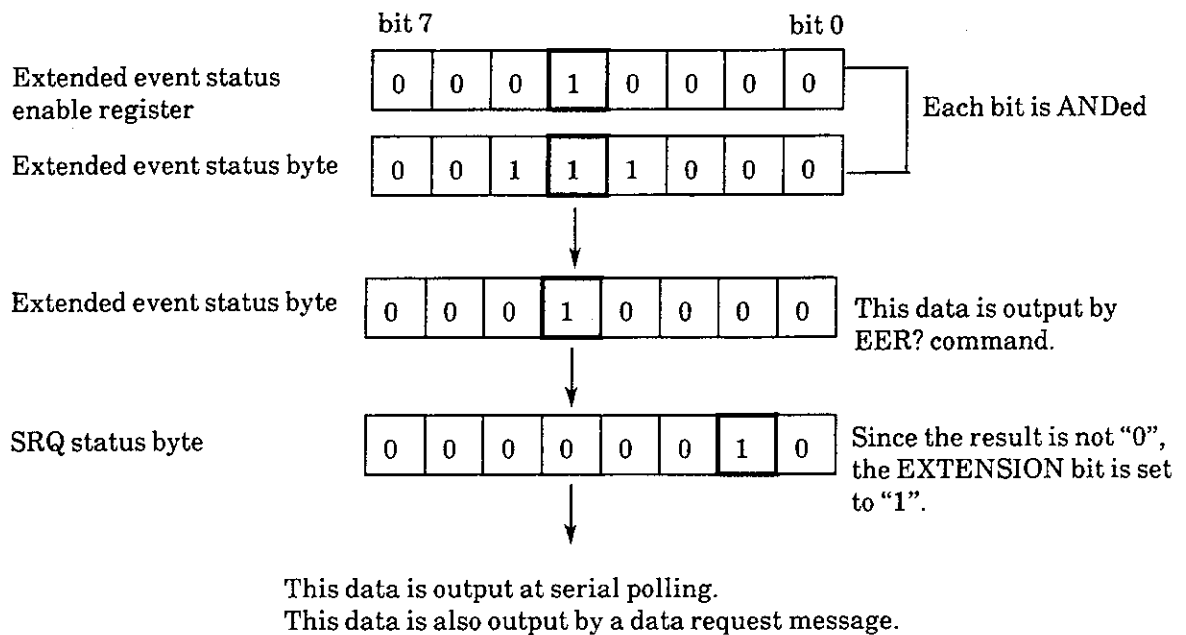 bit 7 bit 0
Extended event status
enable register
0 0 0 1 0 0 0 0
Each bit is ANDed
Extended event status byte
0 0 1 1 1 0 0 0
Extended event status byte
0 0 0 1 0 0 0 0
This data is output by
EER? command.
SRQ status byte
0 0 0 0 0 0 1 0
Since the result is not “0”,
the EXTENSION bit is set
to “1”.
This data is output at serial polling.
This data is also output by a data request message.